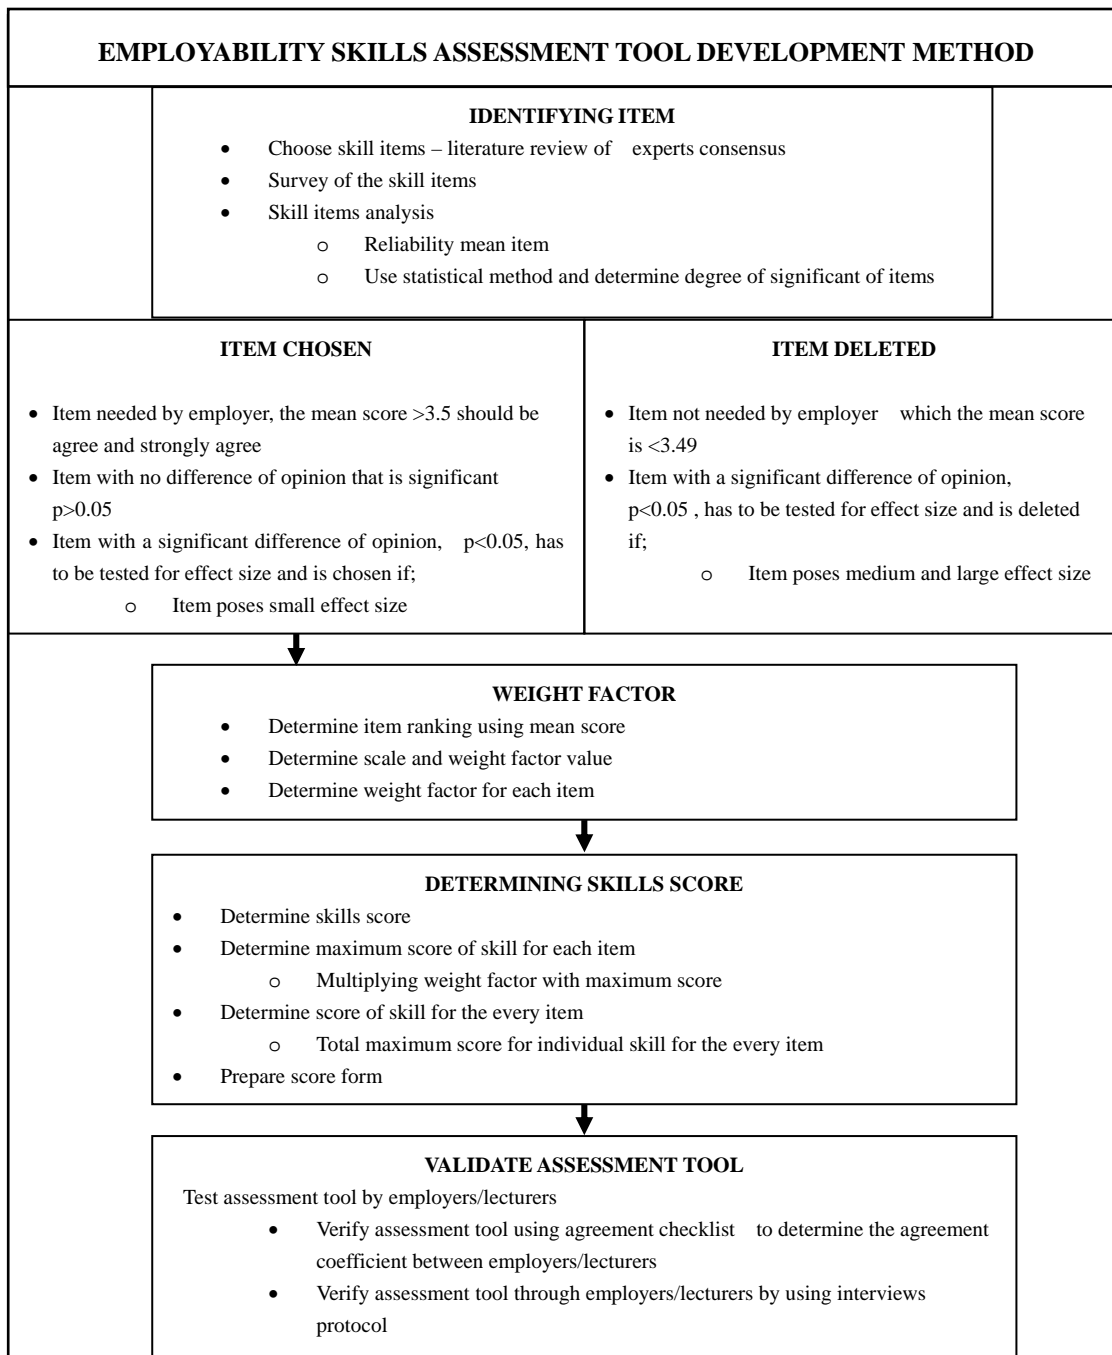 EMPLOYABILITY SKILLS ASSESSMENT TOOL DEVELOPMENT METHOD
IDENTIFYING ITEM
• Choose skill items – literature review of experts consensus
• Survey of the skill items
• Skill items analysis
o Reliability mean item
o Use statistical method and determine degree of significant of items
ITEM CHOSEN
• Item needed by employer, the mean score >3.5 should be
agree and strongly agree
• Item with no difference of opinion that is significant
p>0.05
• Item with a significant difference of opinion, p<0.05, has
to be tested for effect size and is chosen if;
o Item poses small effect size
ITEM DELETED
• Item not needed by employer which the mean score
is <3.49
• Item with a significant difference of opinion,
p<0.05 , has to be tested for effect size and is deleted
if;
o Item poses medium and large effect size
WEIGHT FACTOR
• Determine item ranking using mean score
• Determine scale and weight factor value
• Determine weight factor for each item
DETERMINING SKILLS SCORE
• Determine skills score
• Determine maximum score of skill for each item
o Multiplying weight factor with maximum score
• Determine score of skill for the every item
o Total maximum score for individual skill for the every item
• Prepare score form
VALIDATE ASSESSMENT TOOL
Test assessment tool by employers/lecturers
• Verify assessment tool using agreement checklist to determine the agreement
coefficient between employers/lecturers
• Verify assessment tool through employers/lecturers by using interviews
protocol